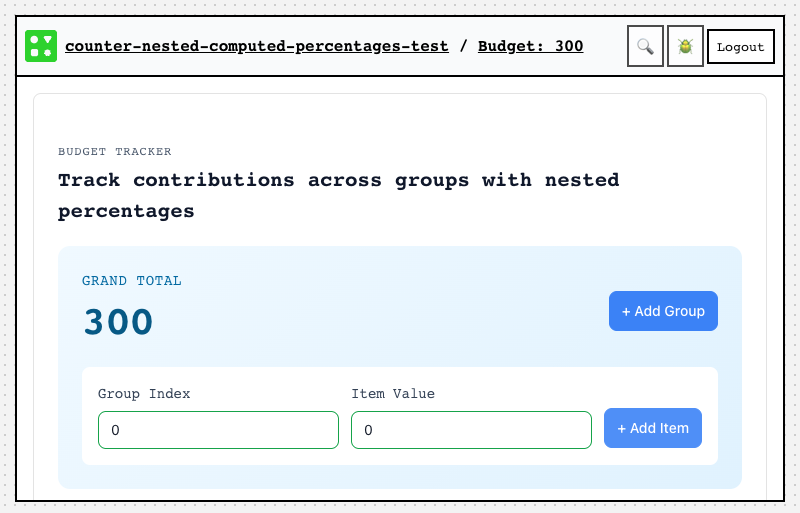 counter-nested-computed-percentages-test / Budget: 300
Logout
BUDGET TRACKER
Track contributions across groups with nested
percentages
GRAND TOTAL
300
+ Add Group
Group Index
Item Value
0
0
+ Add Item